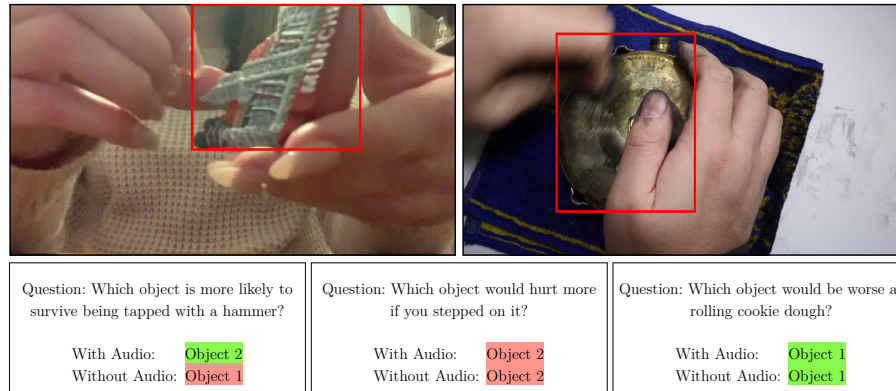 MÜNCH
Question: Which object is more likely to
survive being tapped with a hammer?
With Audio: Object 2
Without Audio: Object 1
Question: Which object would hurt more
if you stepped on it?
With Audio: Object 2
Without Audio: Object 2
Question: Which object would be worse a
rolling cookie dough?
With Audio: Object 1
Without Audio: Object 1